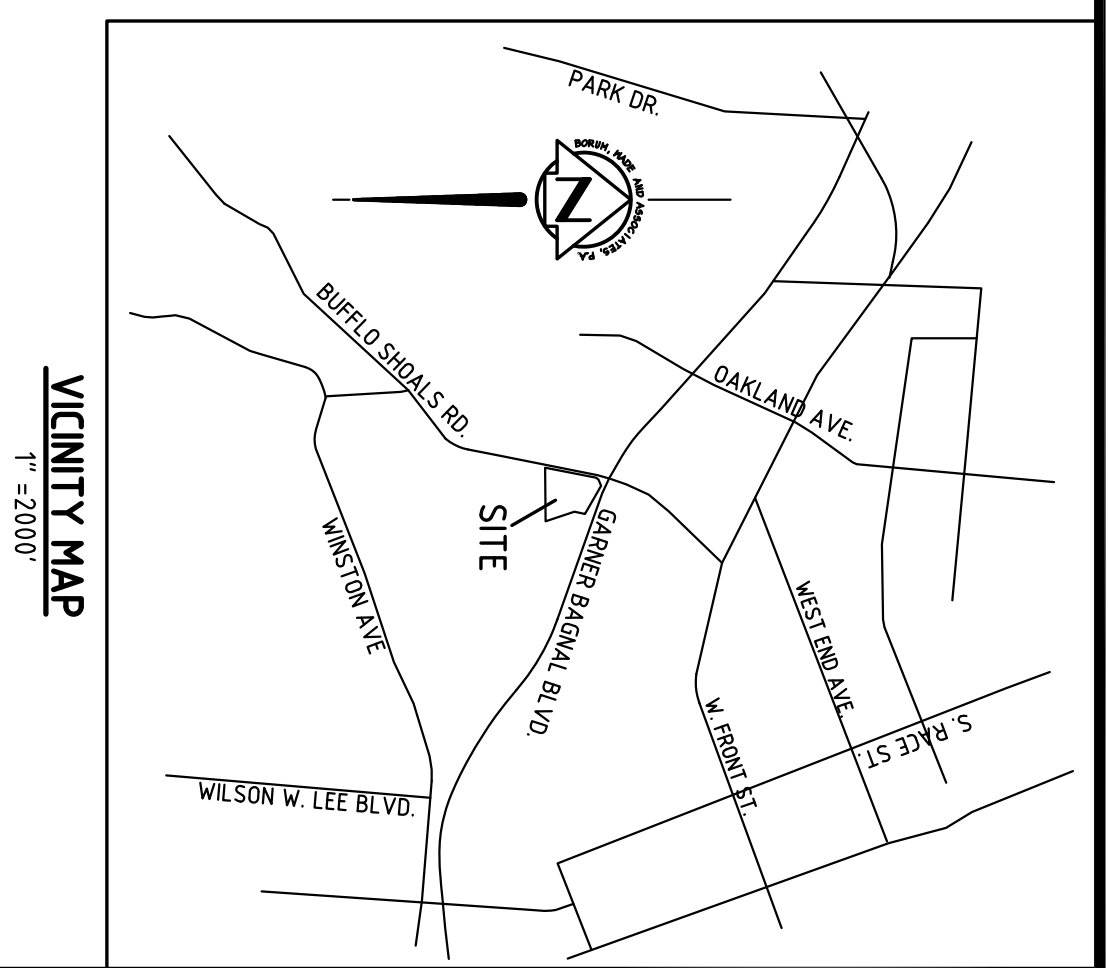 PARK DR.
BORUM, WADE AND ASSOCIATES, P.A.
N
BUFFLO SHOALS RD.
OAKLAND AVE.
SITE
GARNER BAGNAL BLVD.
WINSTON AVE
WEST END AVE.
W. FRONT ST.
S. RACE ST.
WILSON W. LEE BLVD.
VICINITY MAP
1" =2000'